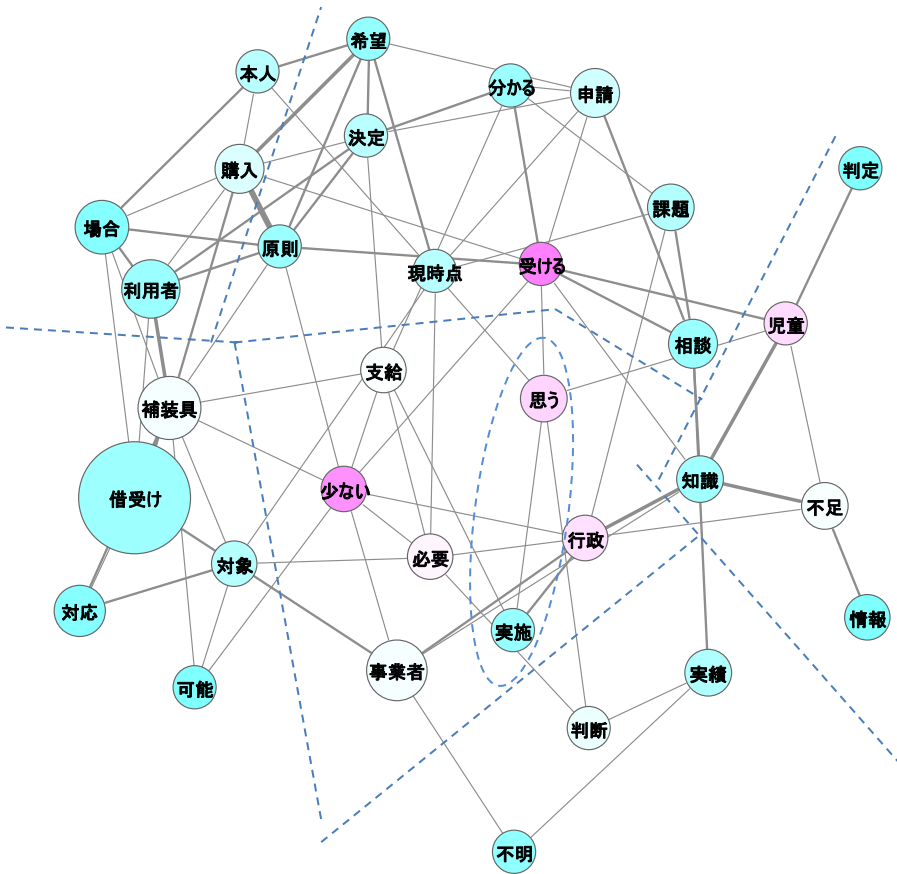 希望
本人
分かる
申請
決定
購入
判定
課題
場合
原則
受ける
現時点
利用者
児童
相談
支給
思う
補装具
知識
少ない
借受け
不足
行政
必要
対象
対応
情報
実施
事業者
実績
可能
判断
不明